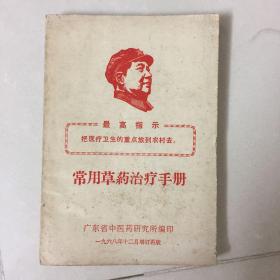 最高指示
把医疗卫生的重点放到农村去。
常用草药治疗手册
广东省中医药研究所编印
一九六八年十二月增订再版